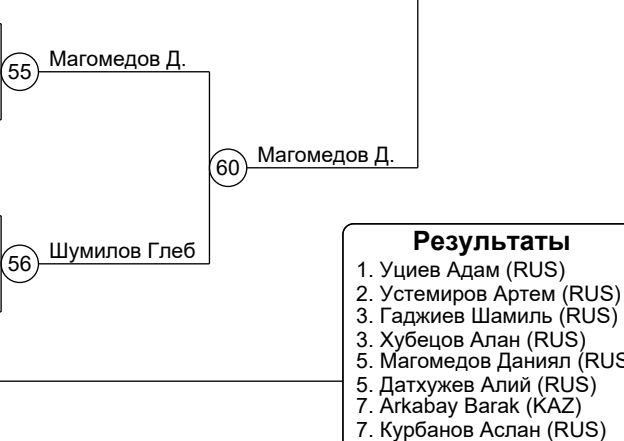 55
Магомедов Д.
60
Магомедов Д.
56
Шумилов Глеб
Результаты
1. Уциев Адам (RUS)
2. Устемиров Артем (RUS)
3. Гаджиев Шамиль (RUS)
3. Хубецов Алан (RUS)
5. Магомедов Даниял (RUS
5. Датхужев Алий (RUS)
7. Arkabay Barak (KAZ)
7. Курбанов Аслан (RUS)